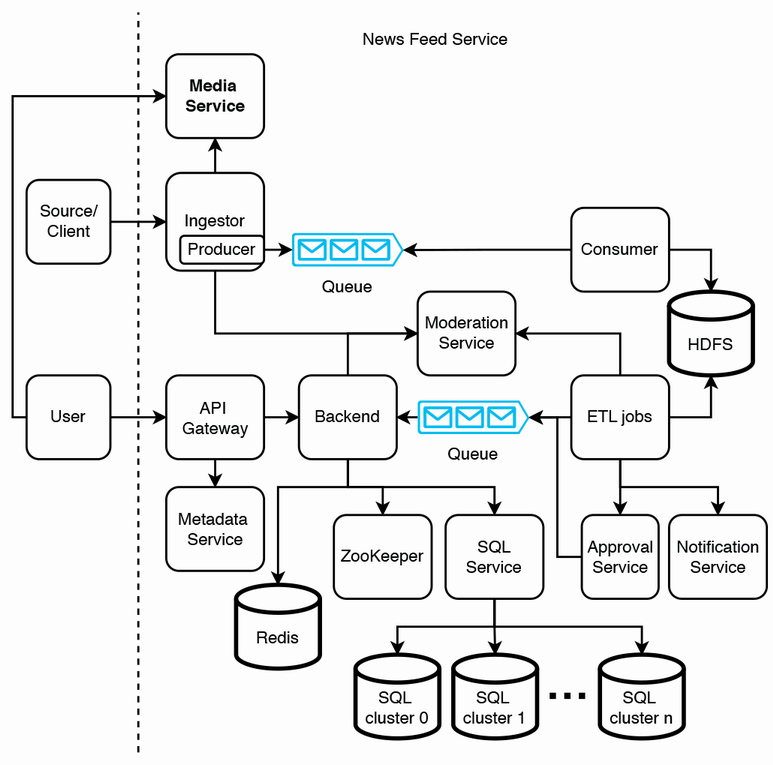 News Feed Service
Media
Service
Source/
Client
Ingestor
Producer
Queue
Consumer
Moderation
Service
HDFS
User
API
Gateway
Backend
Queue
ETL jobs
Metadata
Service
ZooKeeper
SQL
Service
Approval
Service
Notification
Service
Redis
SQL
cluster 0
SQL
cluster 1
SQL
cluster n